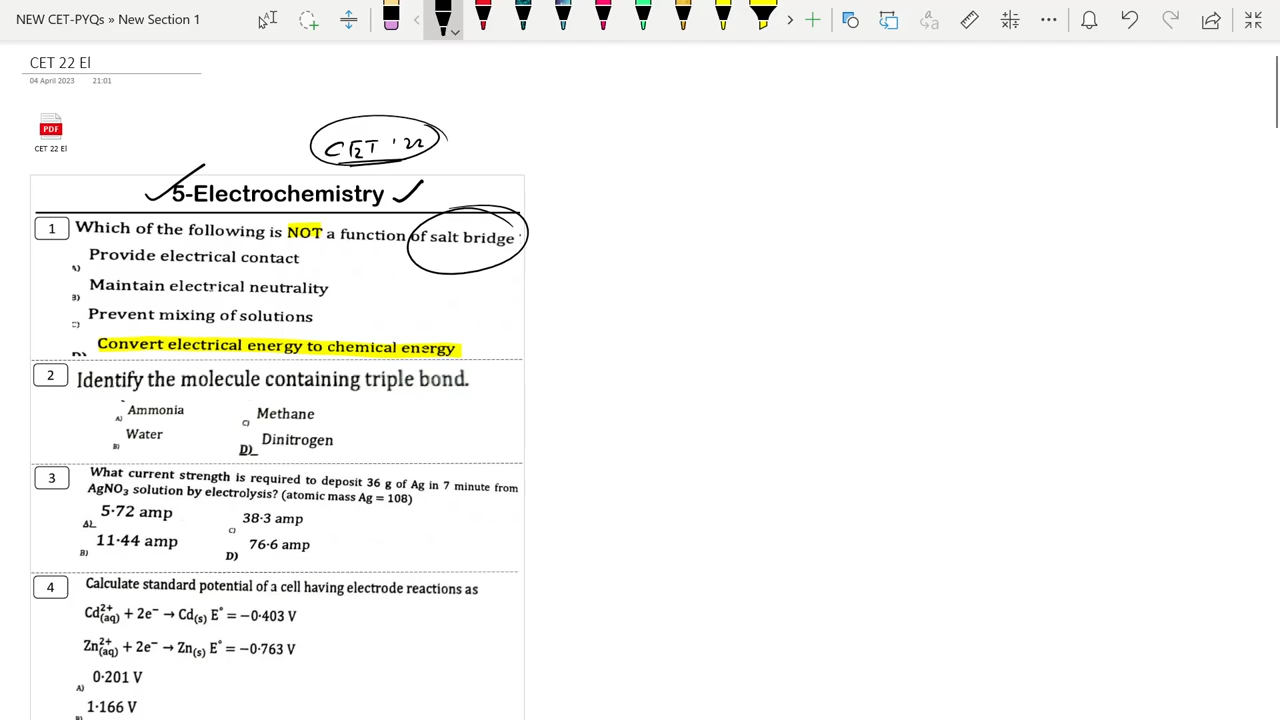 NEW CET-PYQs » New Section 1
CET 22 El
04 April 2023 21:01
PDF
CET 22 El
CET '22
5-Electrochemistry
1 Which of the following is NOT a function of salt bridge
A) Provide electrical contact
B) Maintain electrical neutrality
C) Prevent mixing of solutions
D) Convert electrical energy to chemical energy
2 Identify the molecule containing triple bond.
A) Ammonia C) Methane
B) Water D) Dinitrogen
3 What current strength is required to deposit 36 g of Ag in 7 minute from
AgNO₃ solution by electrolysis? (atomic mass Ag = 108)
A) 5·72 amp C) 38·3 amp
B) 11·44 amp D) 76·6 amp
4 Calculate standard potential of a cell having electrode reactions as
Cd²⁺(aq) + 2e⁻ → Cd(s) E° = −0·403 V
Zn²⁺(aq) + 2e⁻ → Zn(s) E° = −0·763 V
A) 0·201 V
B) 1·166 V